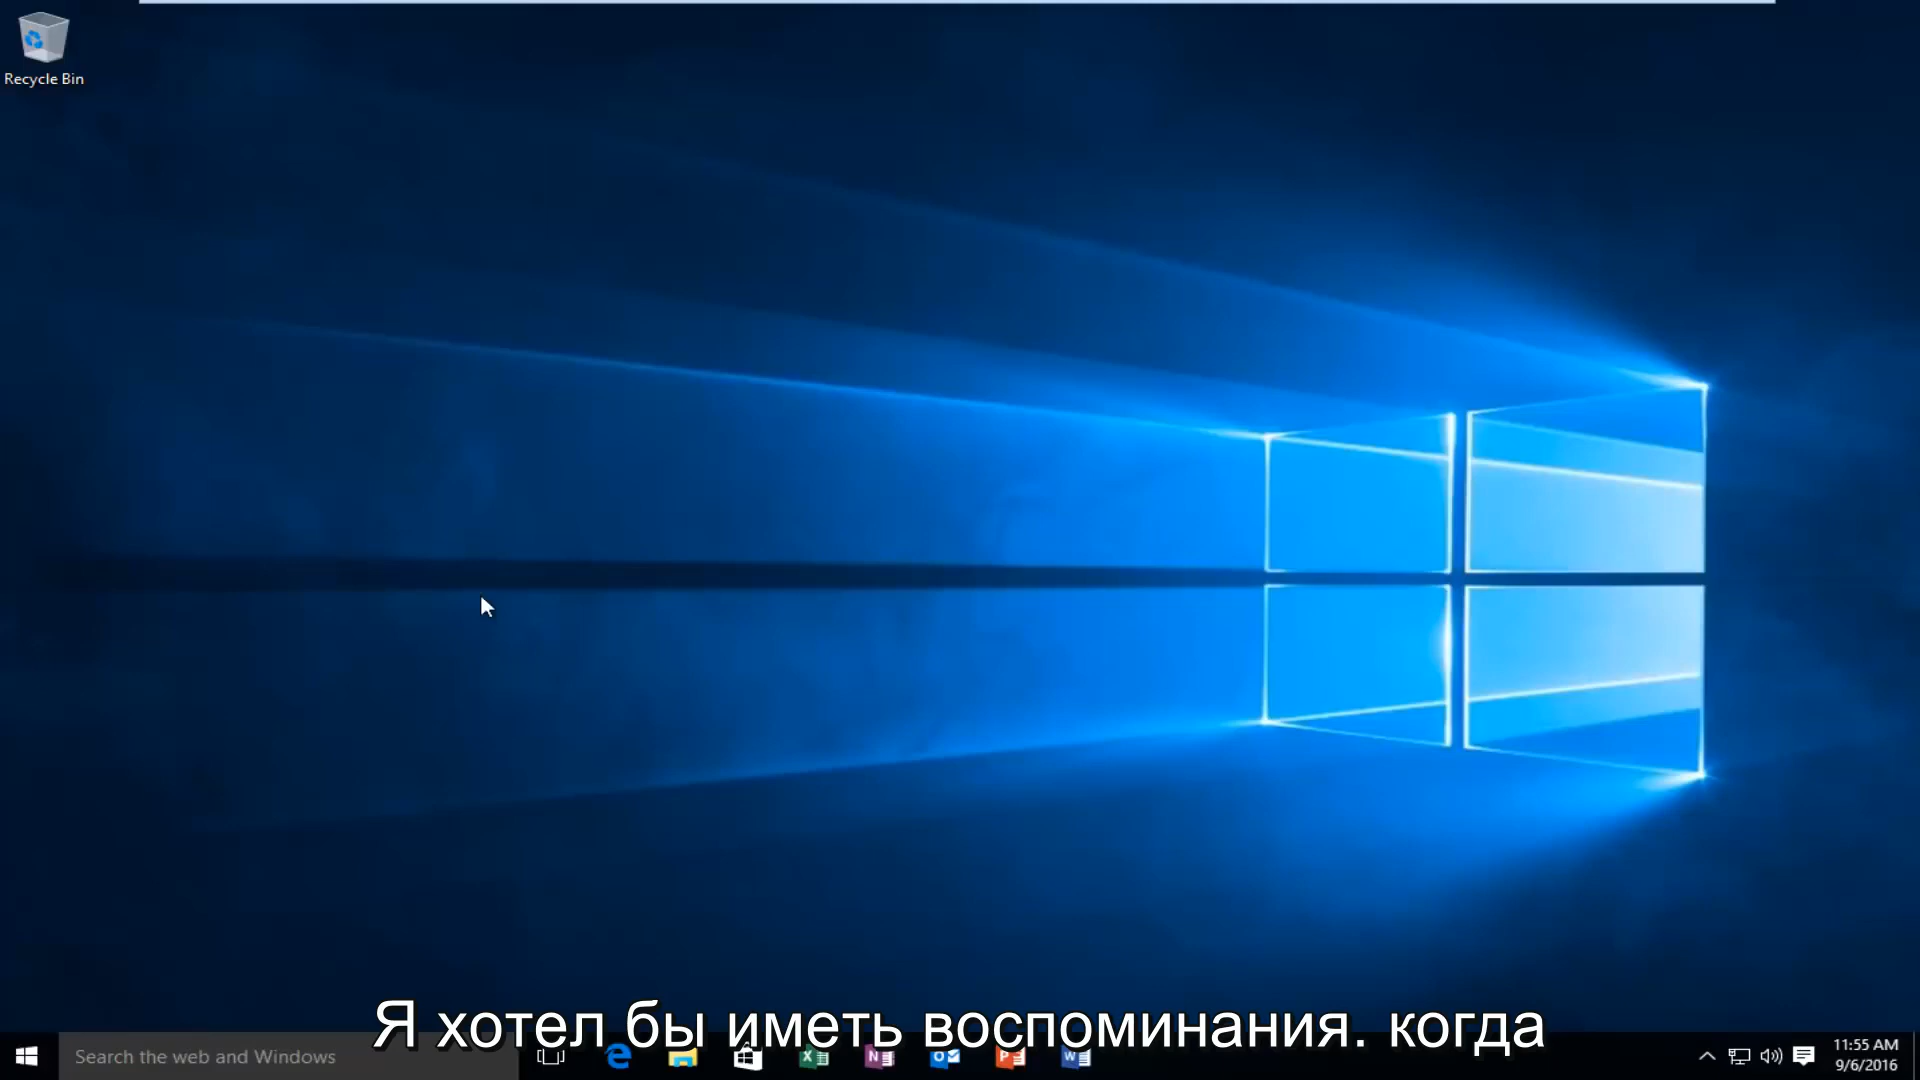 Recycle Bin
Я хотел бы иметь воспоминания. когда
Search the web and Windows
11:55 AM
9/6/2016